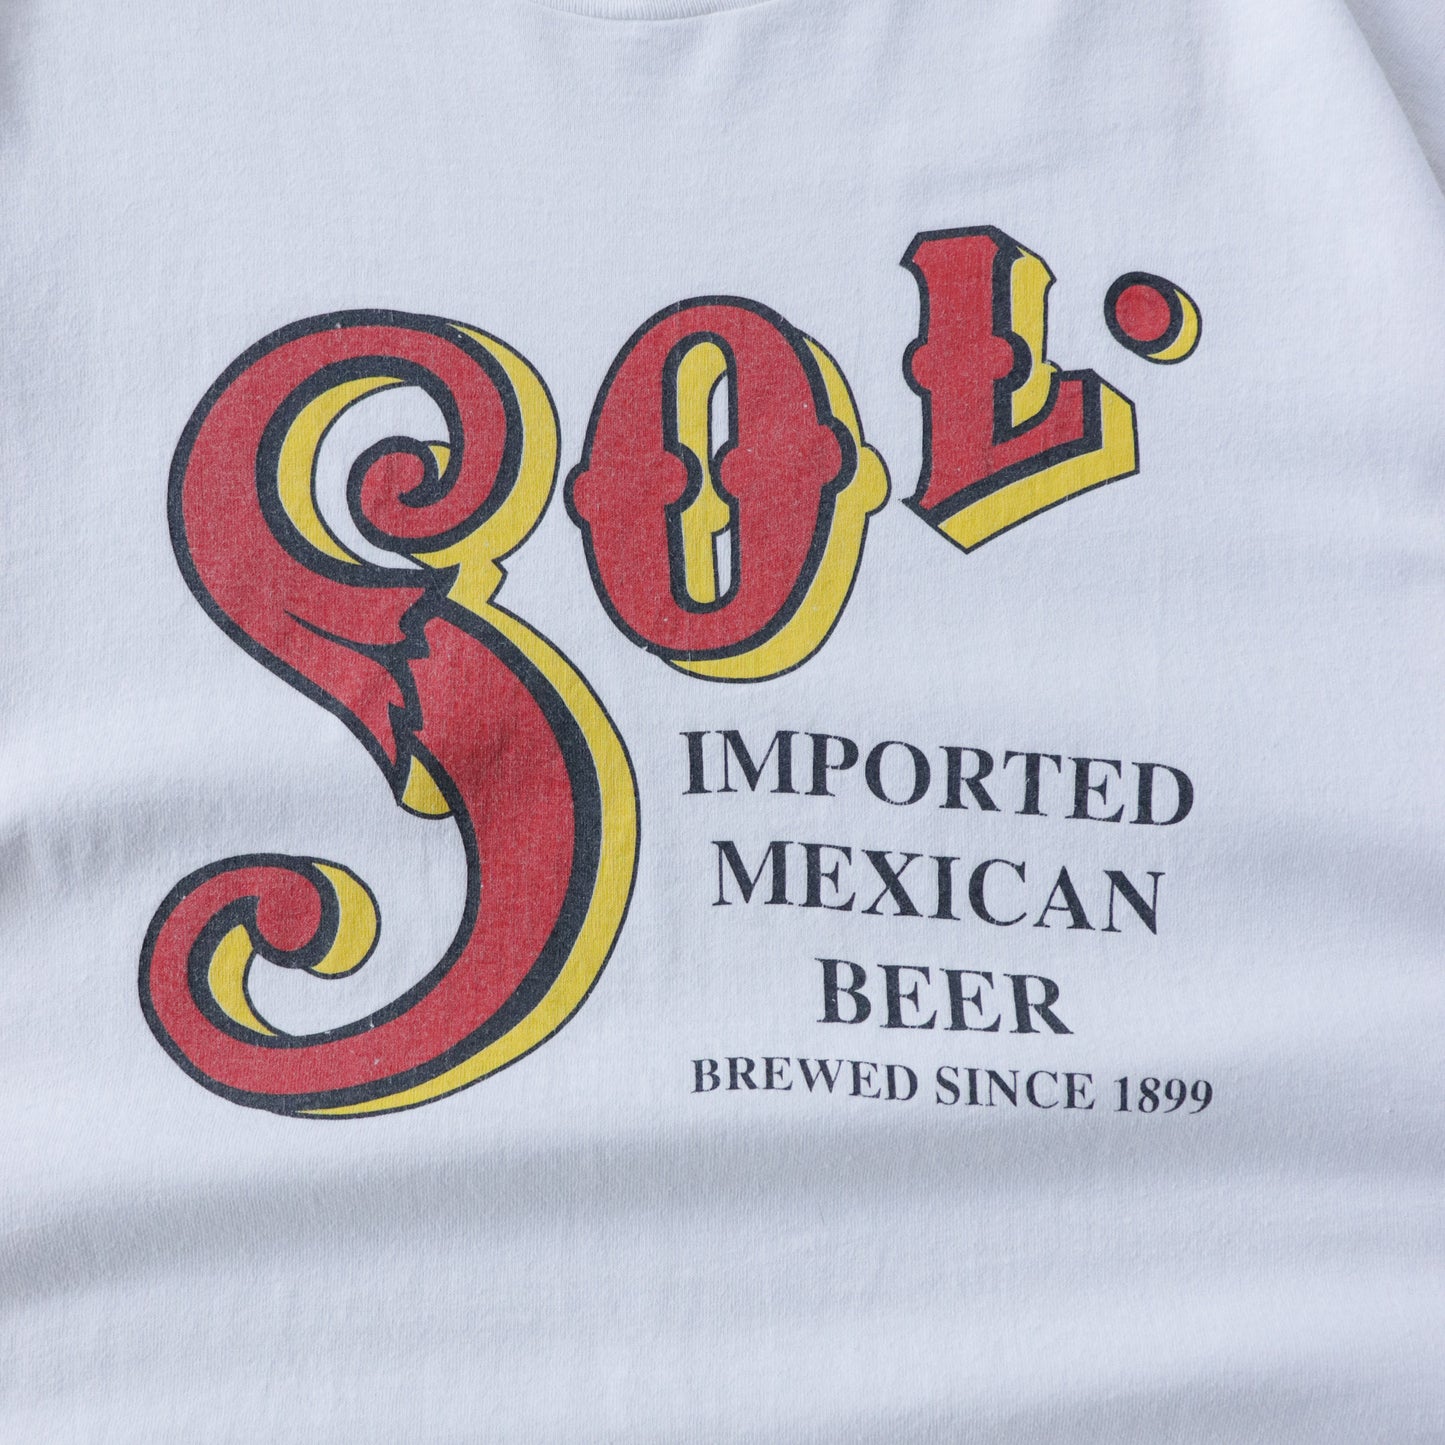 SOL.
IMPORTED
MEXICAN
BEER
BREWED SINCE 1899